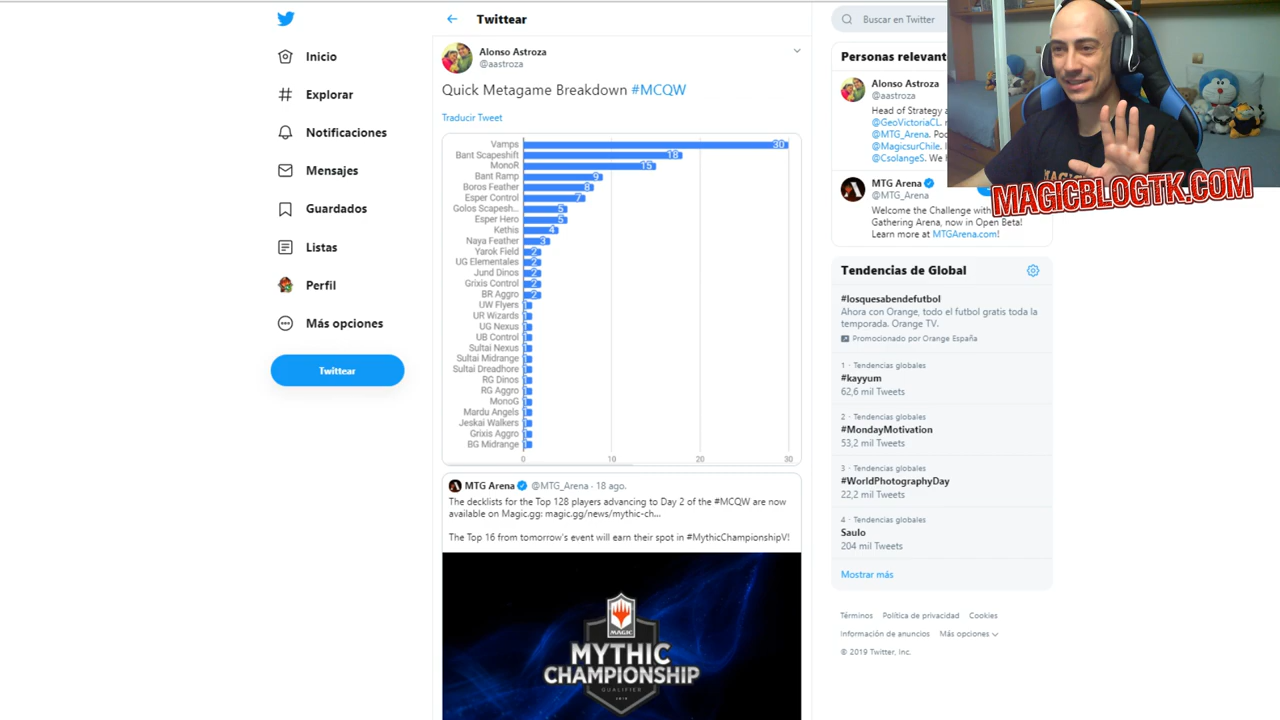 Inicio
Explorar
Notificaciones
Mensajes
Guardados
Listas
Perfil
Más opciones
Twittear
Twittear
Alonso Astroza
@aastroza
Quick Metagame Breakdown #MCQW
Traducir Tweet
Vamps 30
Bant Scapeshift 18
MonoR 15
Bant Ramp 9
Boros Feather 8
Esper Control 7
Golos Scapesh... 5
Esper Hero 5
Kethis 4
Naya Feather 3
Yarok Field 2
UG Elementales 2
Jund Dinos 2
Grixis Control 2
BR Aggro 2
UW Flyers 1
UR Wizards 1
UG Nexus 1
UB Control 1
Sultai Nexus 1
Sultai Midrange 1
Sultai Dreadhore 1
RG Dinos 1
RG Aggro 1
MonoG 1
Mardu Angels 1
Jeskai Walkers 1
Grixis Aggro 1
BG Midrange 1
0 10 20 30
MTG Arena @MTG_Arena · 18 ago.
The decklists for the Top 128 players advancing to Day 2 of the #MCQW are now
available on Magic.gg: magic.gg/news/mythic-ch...
The Top 16 from tomorrow's event will earn their spot in #MythicChampionshipV!
MAGIC
MYTHIC
CHAMPIONSHIP
QUALIFIER
2019
Buscar en Twitter
Personas relevant
Alonso Astroza
@aastroza
Head of Strategy a
@GeoVictoriaCL.
@MTG_Arena. Poc
@MagicsurChile. I
@CsolangeS. We h
MTG Arena
@MTG_Arena
Welcome the Challenge with
Gathering Arena, now in Open Beta!
Learn more at MTGArena.com!
MAGICBLOGTK.COM
Tendencias de Global
#losquesabendefutbol
Ahora con Orange, todo el futbol gratis toda la
temporada. Orange TV.
Promocionado por Orange España
1 · Tendencias globales
#kayyum
62,6 mil Tweets
2 · Tendencias globales
#MondayMotivation
53,2 mil Tweets
3 · Tendencias globales
#WorldPhotographyDay
22,2 mil Tweets
4 · Tendencias globales
Saulo
204 mil Tweets
Mostrar más
Términos Política de privacidad Cookies
Información de anuncios Más opciones
© 2019 Twitter, Inc.